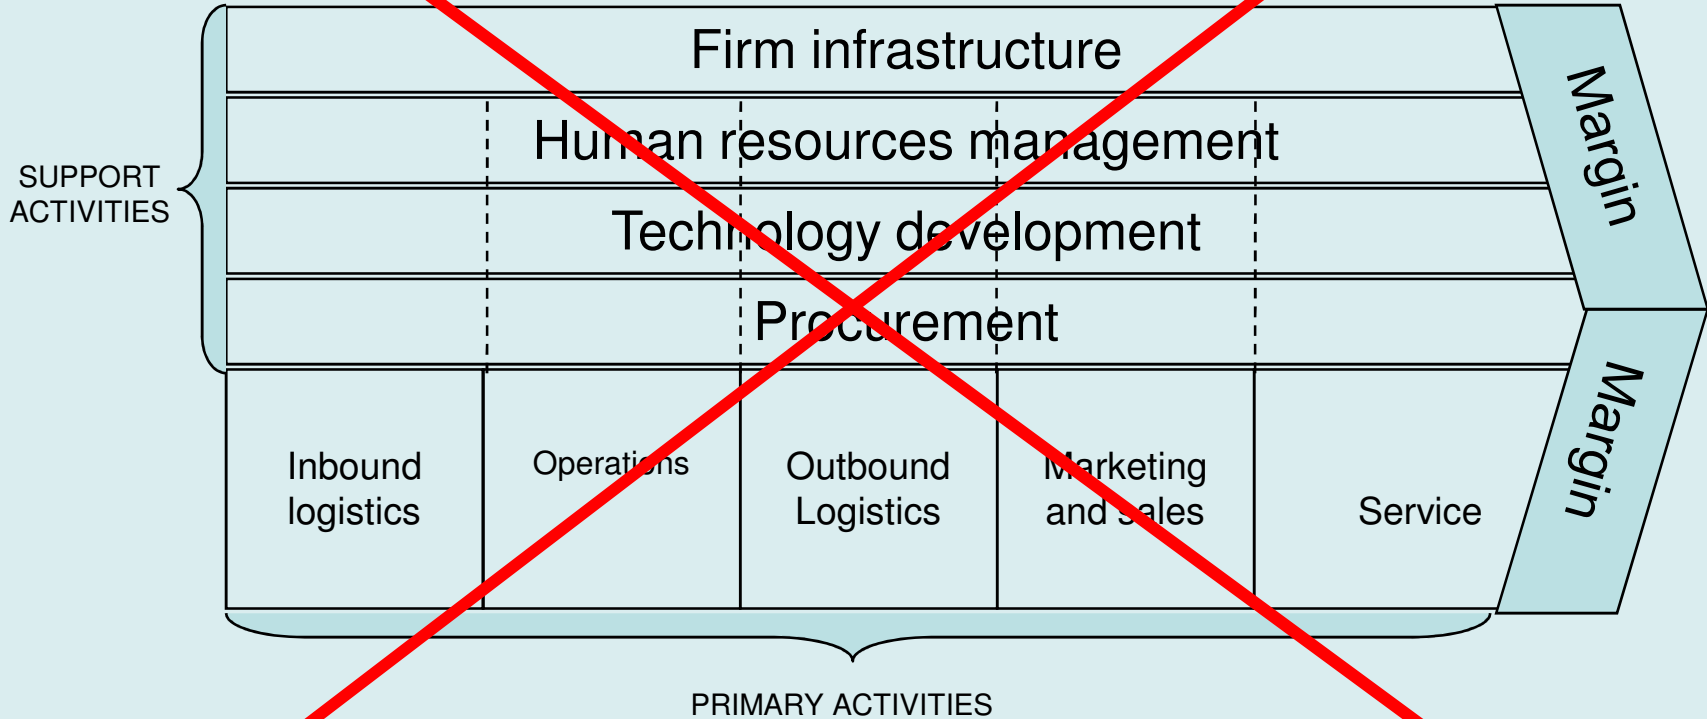 Firm infrastructure
Human resources management
Technology development
Procurement
SUPPORT
ACTIVITIES
Margin
Margin
Inbound
logistics
Operations
Outbound
Logistics
Marketing
and sales
Service
PRIMARY ACTIVITIES